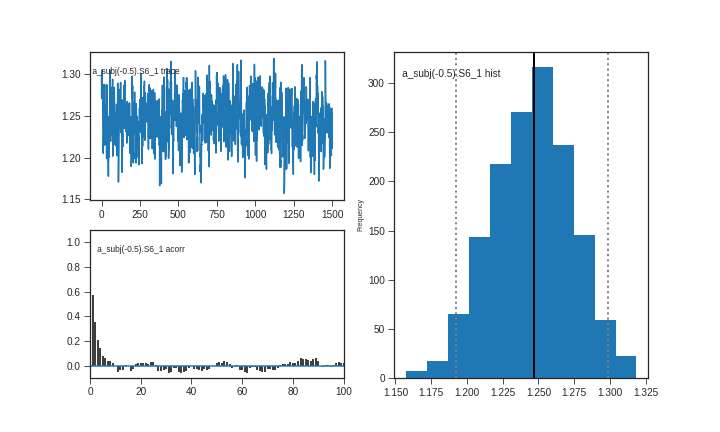 a_subj(-0.5).S6_1 trace
1.30
1.25
1.20
1.15
0 250 500 750 1000 1250 1500
a_subj(-0.5).S6_1 acorr
1.0
0.8
0.6
0.4
0.2
0.0
0 20 40 60 80 100
a_subj(-0.5).S6_1 hist
Frequency
300
250
200
150
100
50
0
1.150 1.175 1.200 1.225 1.250 1.275 1.300 1.325